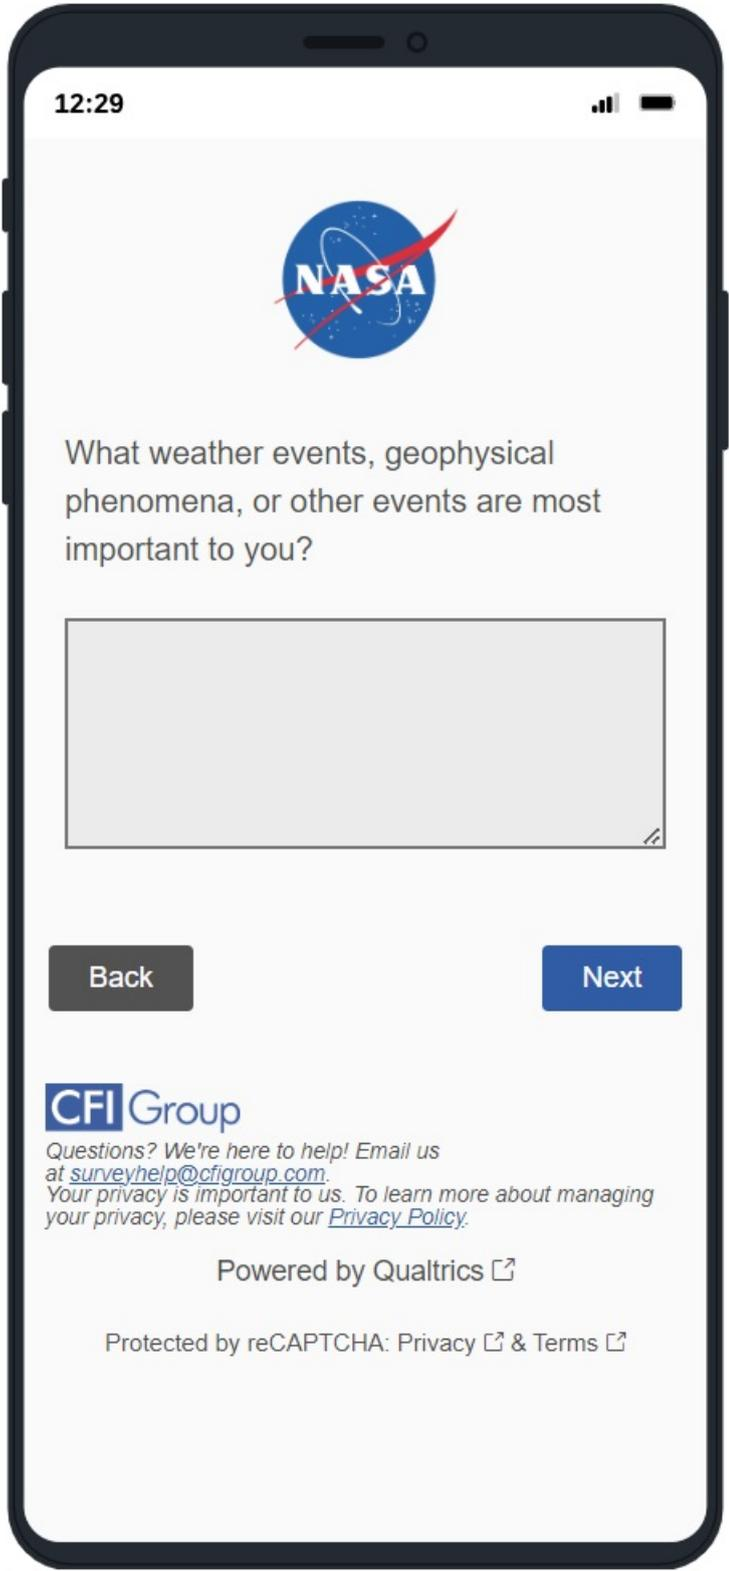 12:29
NASA
What weather events, geophysical
phenomena, or other events are most
important to you?
Back
Next
CFI Group
Questions? We're here to help! Email us
at surveyhelp@cfigroup.com.
Your privacy is important to us. To learn more about managing
your privacy, please visit our Privacy Policy.
Powered by Qualtrics
Protected by reCAPTCHA: Privacy & Terms